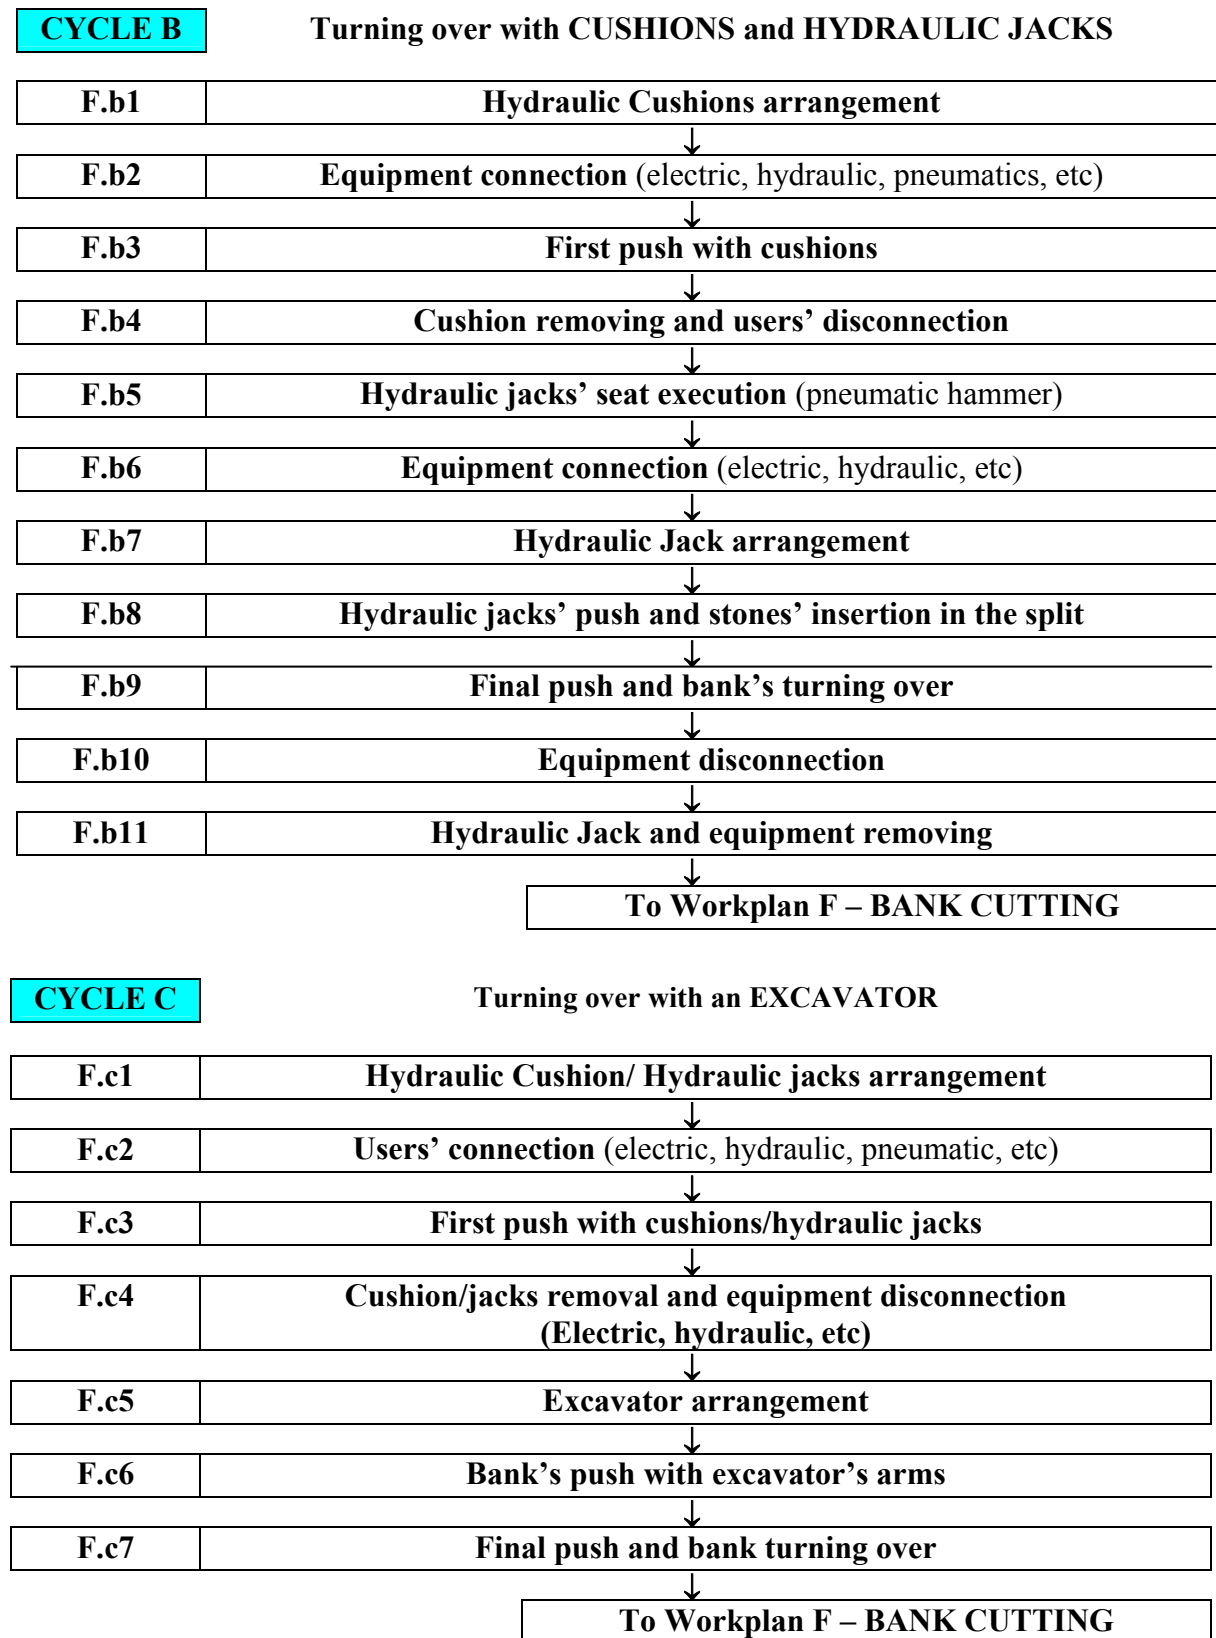 CYCLE B Turning over with CUSHIONS and HYDRAULIC JACKS
F.b1 Hydraulic Cushions arrangement
↓
F.b2 Equipment connection (electric, hydraulic, pneumatics, etc)
↓
F.b3 First push with cushions
↓
F.b4 Cushion removing and users’ disconnection
↓
F.b5 Hydraulic jacks’ seat execution (pneumatic hammer)
↓
F.b6 Equipment connection (electric, hydraulic, etc)
↓
F.b7 Hydraulic Jack arrangement
↓
F.b8 Hydraulic jacks’ push and stones’ insertion in the split
↓
F.b9 Final push and bank’s turning over
↓
F.b10 Equipment disconnection
↓
F.b11 Hydraulic Jack and equipment removing
↓
To Workplan F – BANK CUTTING
CYCLE C Turning over with an EXCAVATOR
F.c1 Hydraulic Cushion/ Hydraulic jacks arrangement
↓
F.c2 Users’ connection (electric, hydraulic, pneumatic, etc)
↓
F.c3 First push with cushions/hydraulic jacks
↓
F.c4 Cushion/jacks removal and equipment disconnection
(Electric, hydraulic, etc)
↓
F.c5 Excavator arrangement
↓
F.c6 Bank’s push with excavator’s arms
↓
F.c7 Final push and bank turning over
↓
To Workplan F – BANK CUTTING